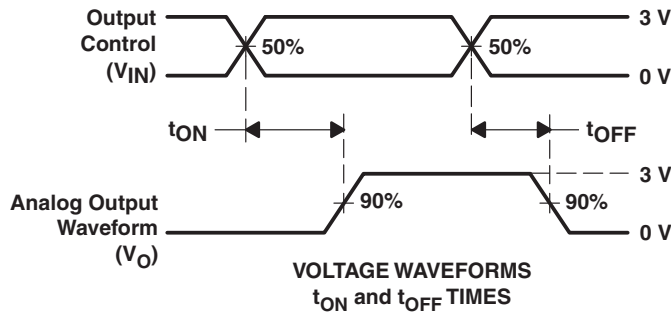 Output
Control
(VIN)
50%
50%
3 V
0 V
tON
tOFF
Analog Output
Waveform
(VO)
90%
90%
3 V
0 V
VOLTAGE WAVEFORMS
tON and tOFF TIMES